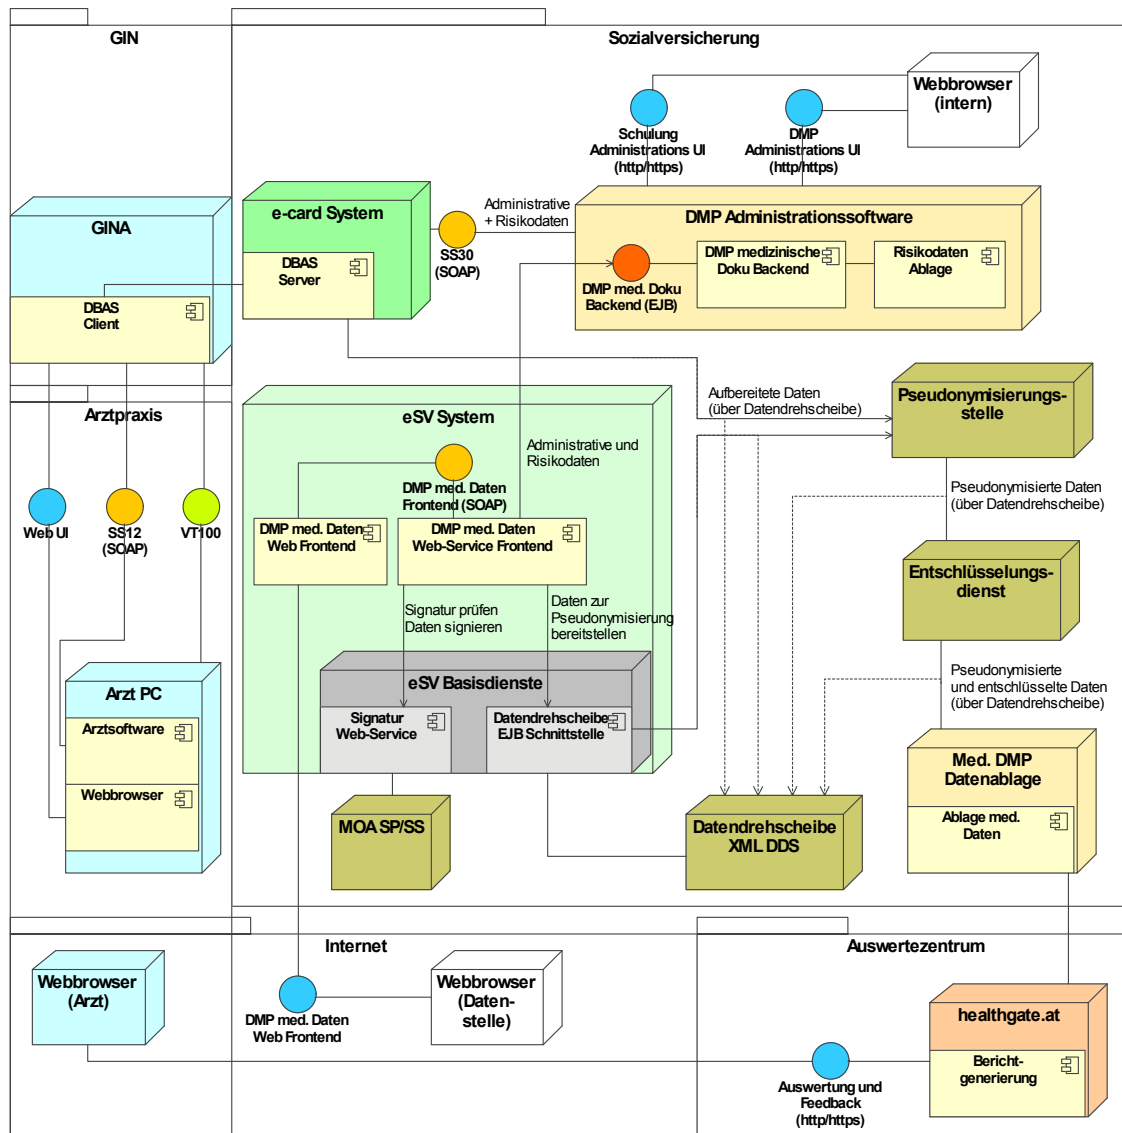 GIN
Sozialversicherung
Webbrowser
(intern)
Schulung
Administrations UI
(http/https)
DMP
Administrations UI
(http/https)
GINA
DBAS
Client
e-card System
DBAS
Server
SS30
(SOAP)
Administrative
+ Risikodaten
DMP Administrationssoftware
DMP med. Doku
Backend (EJB)
DMP medizinische
Doku Backend
Risikodaten
Ablage
Arztpraxis
Web UI
SS12
(SOAP)
VT100
eSV System
Administrative und
Risikodaten
DMP med. Daten
Frontend (SOAP)
DMP med. Daten
Web Frontend
DMP med. Daten
Web-Service Frontend
Aufbereitete Daten
(über Datendrehscheibe)
Pseudonymisierungs-
stelle
Pseudonymisierte Daten
(über Datendrehscheibe)
Entschlüsselungs-
dienst
Signatur prüfen
Daten signieren
Daten zur
Pseudonymisierung
bereitstellen
Pseudonymisierte
und entschlüsselte Daten
(über Datendrehscheibe)
Arzt PC
Arztsoftware
Webbrowser
eSV Basisdienste
Signatur
Web-Service
Datendrehscheibe
EJB Schnittstelle
MOA SP/SS
Datendrehscheibe
XML DDS
Med. DMP
Datenablage
Ablage med.
Daten
Internet
Auswertezentrum
Webbrowser
(Arzt)
DMP med. Daten
Web Frontend
Webbrowser
(Daten-
stelle)
healthgate.at
Bericht-
generierung
Auswertung und
Feedback
(http/https)